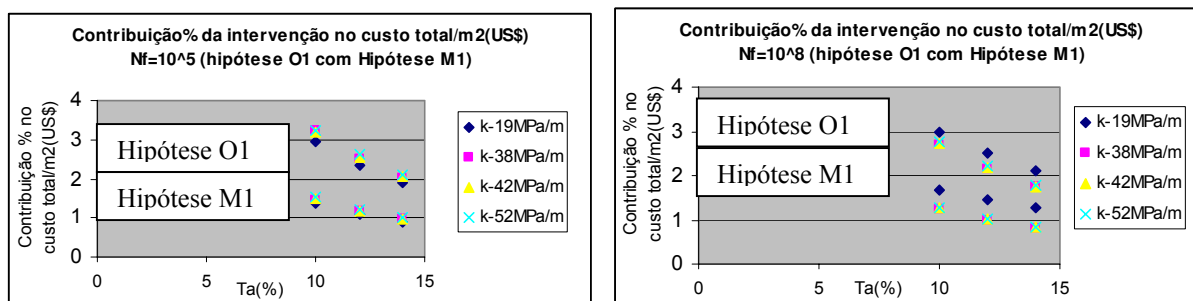 Contribuição% da intervenção no custo total/m2(US$)
Nf=10^5 (hipótese O1 com Hipótese M1)
Contribuição % no
custo total/m2(US$)
4
3
2
1
0
Hipótese O1
Hipótese M1
0
5
10
15
Ta(%)
k-19MPa/m
k-38MPa/m
k-42MPa/m
k-52MPa/m
Contribuição% da intervenção no custo total/m2(US$)
Nf=10^8 (hipótese O1 com Hipótese M1)
Contribuição % no
custo total/m2(US$)
4
3
2
1
0
Hipótese O1
Hipótese M1
0
5
10
15
Ta(%)
k-19MPa/m
k-38MPa/m
k-42MPa/m
k-52MPa/m